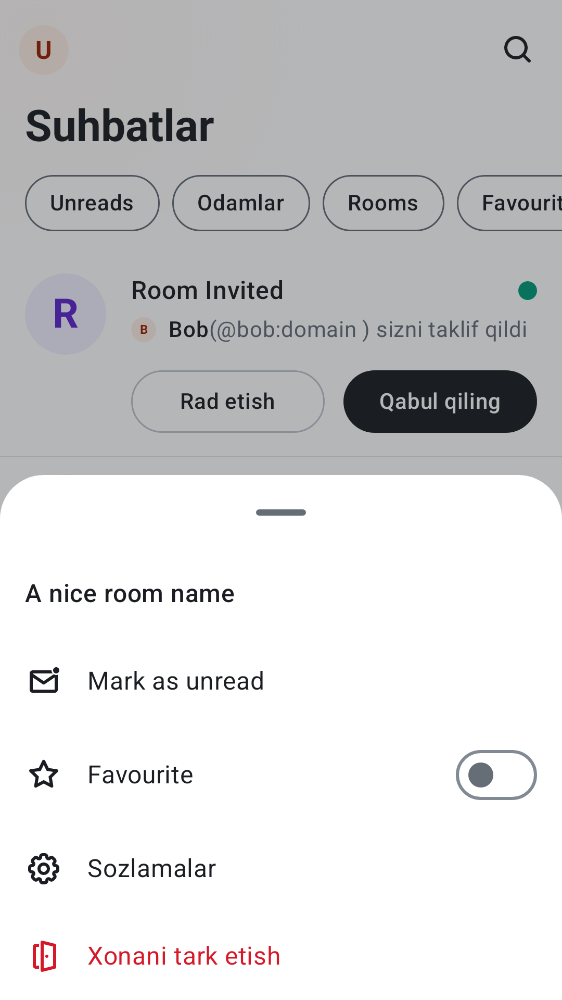 U
Suhbatlar
Unreads Odamlar Rooms Favourit
R
Room Invited
B Bob(@bob:domain ) sizni taklif qildi
Rad etish Qabul qiling
A nice room name
Mark as unread
Favourite
Sozlamalar
Xonani tark etish